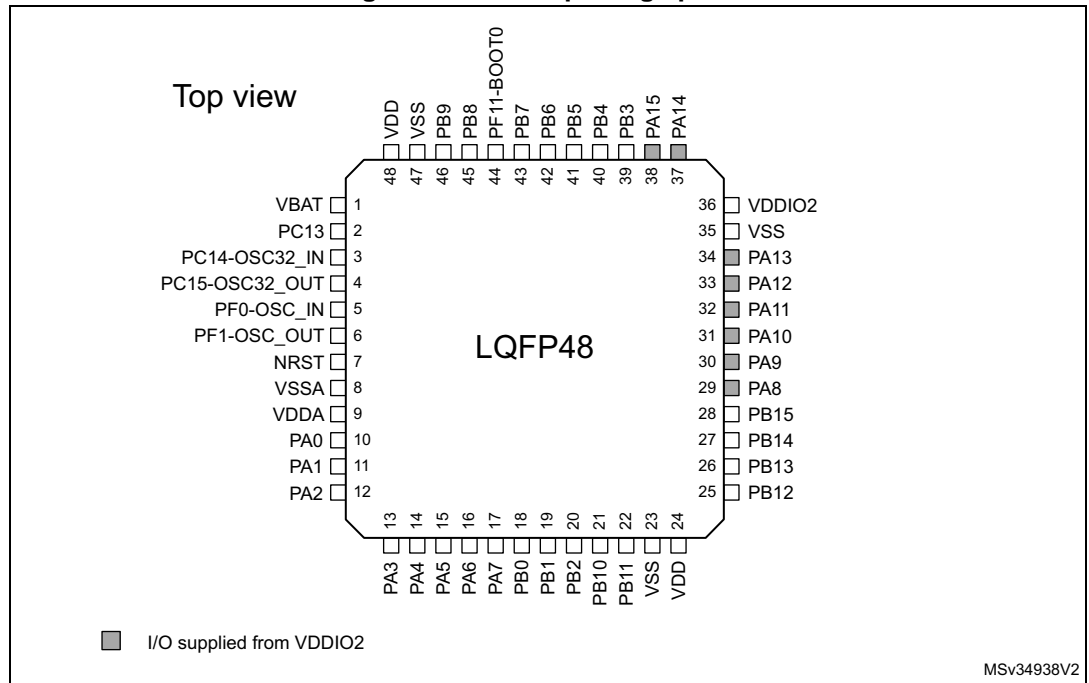 Top view
VDD
VSS
PB9
PB8
PF11-BOOT0
PB7
PB6
PB5
PB4
PB3
PA15
PA14
48
47
46
45
44
43
42
41
40
39
38
37
VBAT 1
PC13 2
PC14-OSC32_IN 3
PC15-OSC32_OUT 4
PF0-OSC_IN 5
PF1-OSC_OUT 6
NRST 7
VSSA 8
VDDA 9
PA0 10
PA1 11
PA2 12
LQFP48
36 VDDIO2
35 VSS
34 PA13
33 PA12
32 PA11
31 PA10
30 PA9
29 PA8
28 PB15
27 PB14
26 PB13
25 PB12
13
14
15
16
17
18
19
20
21
22
23
24
PA3
PA4
PA5
PA6
PA7
PB0
PB1
PB2
PB10
PB11
VSS
VDD
I/O supplied from VDDIO2
MSv34938V2